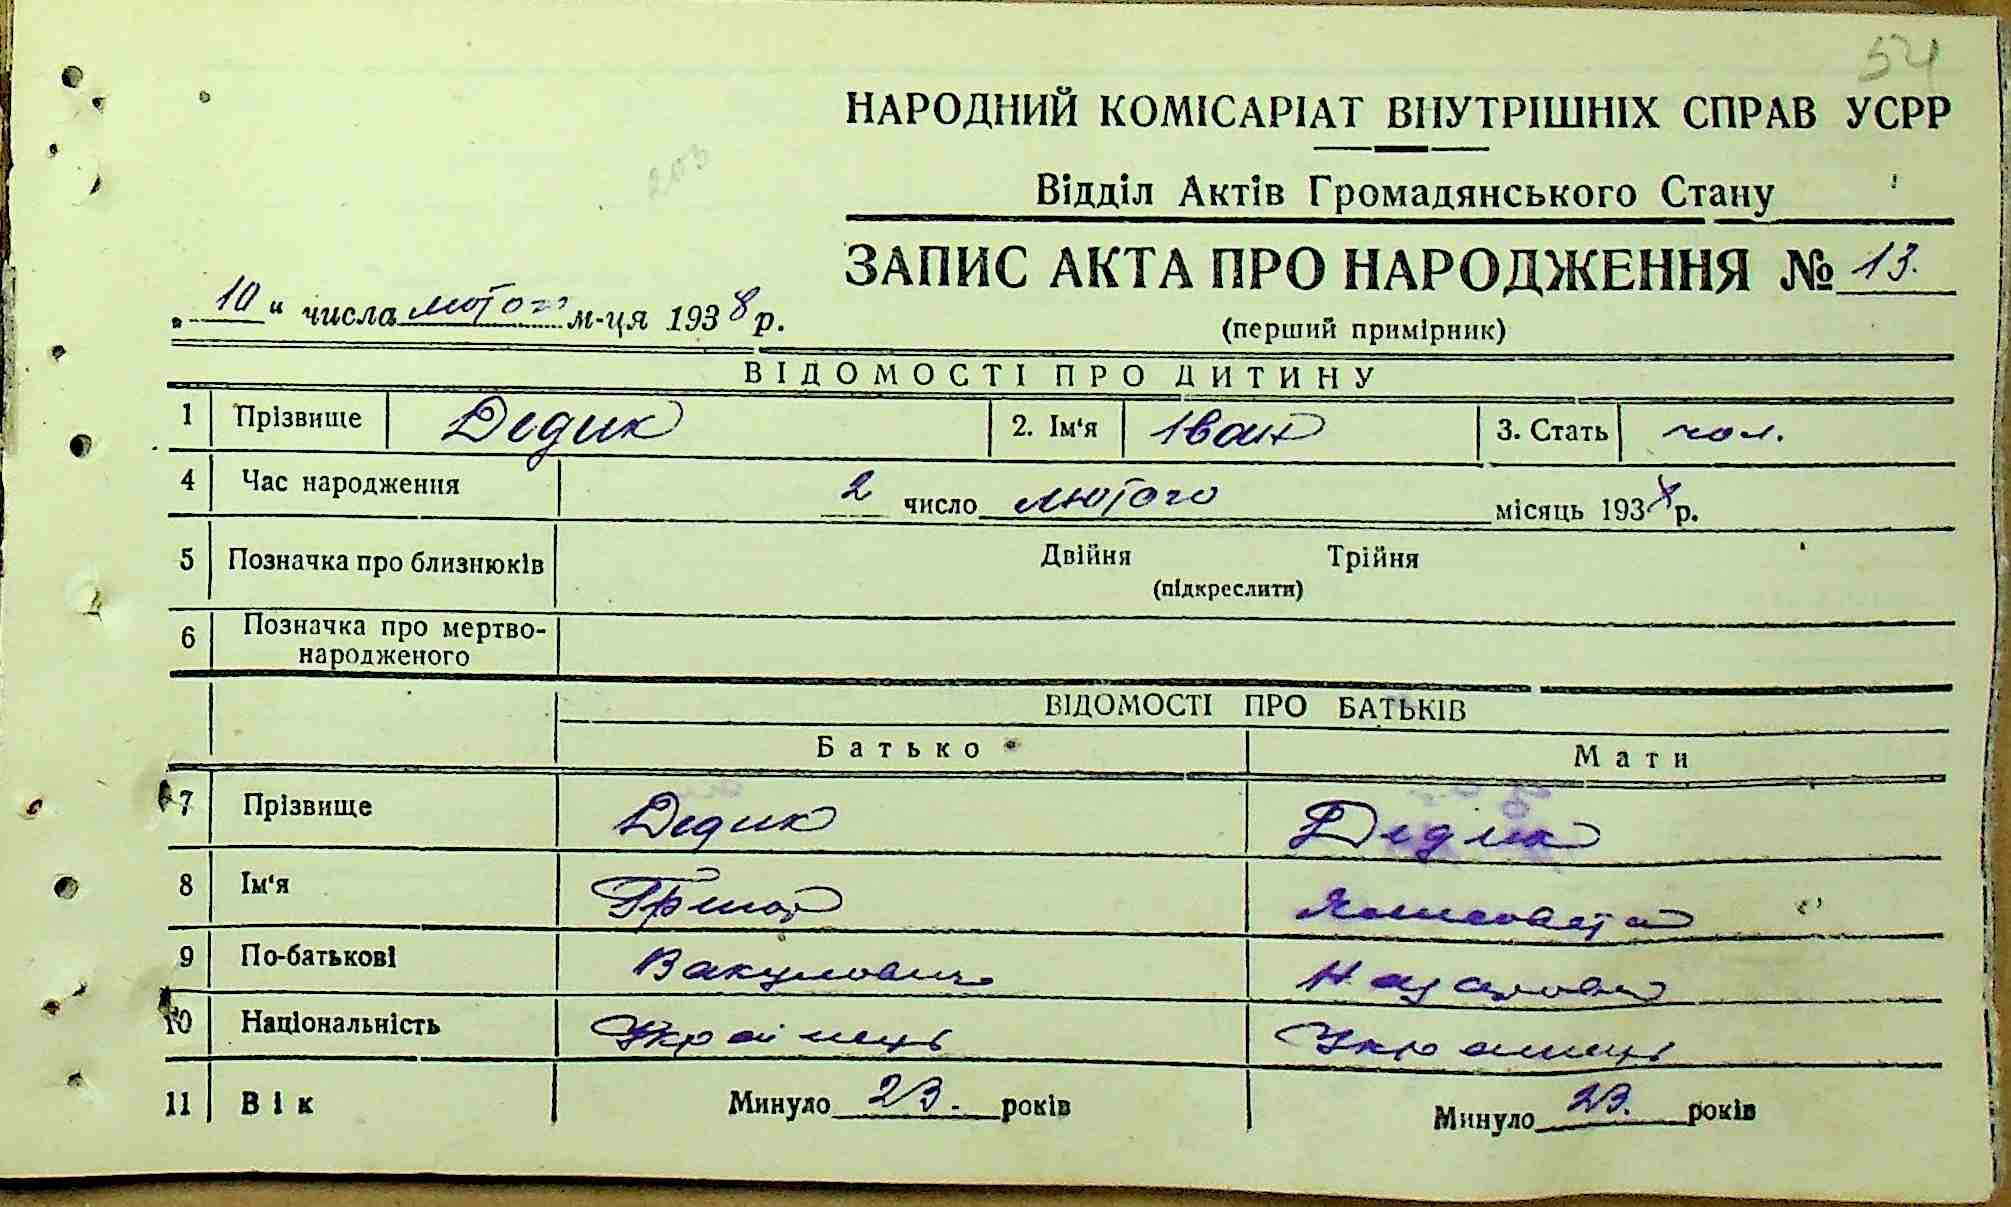 54
НАРОДНИЙ КОМІСАРІАТ ВНУТРІШНІХ СПРАВ УСРР
203
Відділ Актів Громадянського Стану
ЗАПИС АКТА ПРО НАРОДЖЕННЯ № 13.
„ 10 " числа лютого м-ця 1938 р.
(перший примірник)
ВІДОМОСТІ ПРО ДИТИНУ
1 Прізвище Дедик 2. Ім'я Іван 3. Стать чол.
4 Час народження 2 число лютого місяць 1938 р.
5 Позначка про близнюків Двійня Трійня
(підкреслити)
6 Позначка про мертво-
народженого
ВІДОМОСТІ ПРО БАТЬКІВ
Батько Мати
7 Прізвище Дедик Дедик
8 Ім'я
9 По-батькові Вакулович
10 Національність Українець
11 Вік Минуло 23. років Минуло 23. років